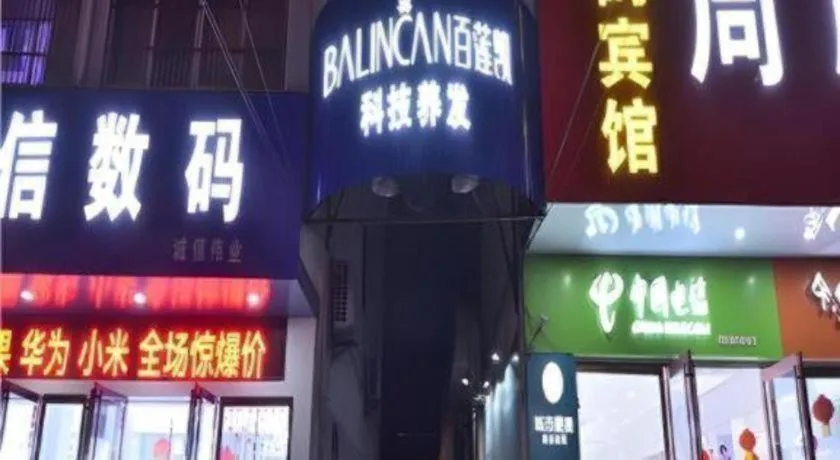 信数码
诚信伟业
华为 小米 全场惊爆价
BALINCAN百莲凯
科技养发
宾馆
中国电信
CHINA TELECOM